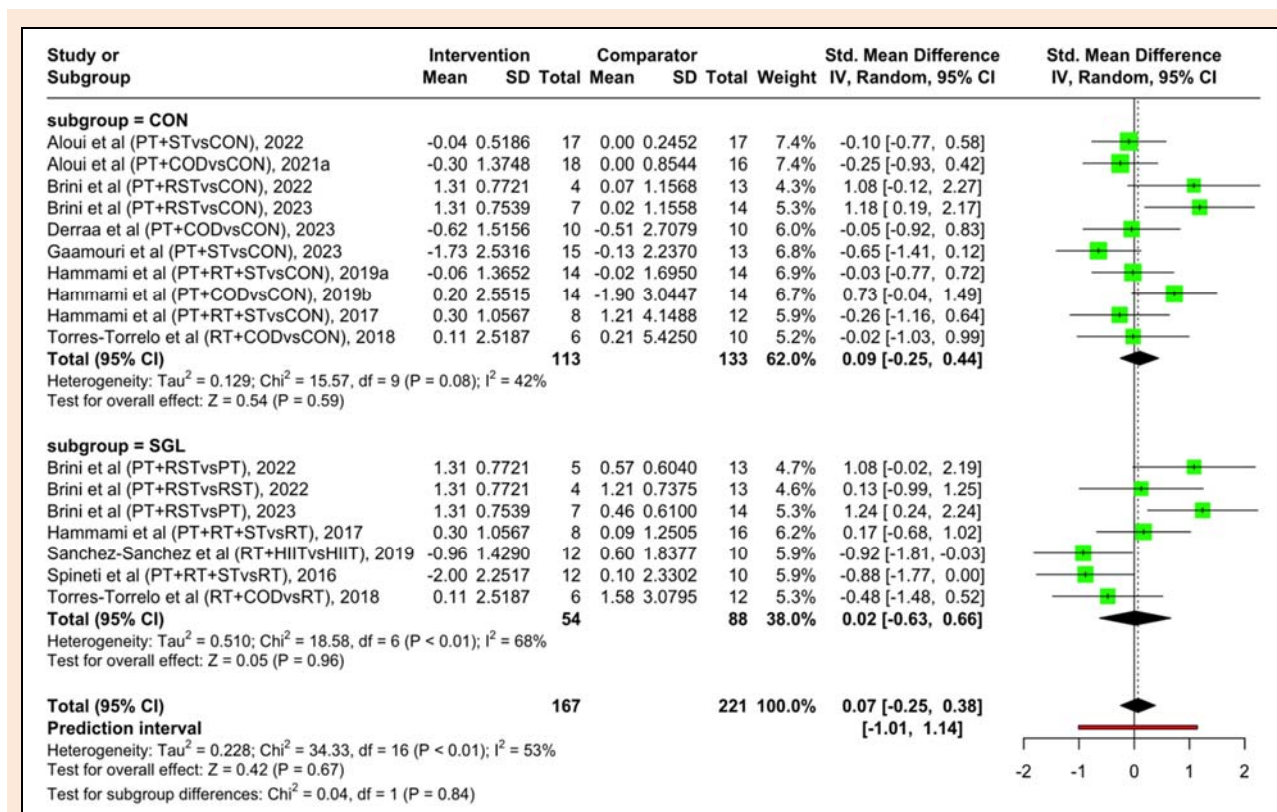 Study or Intervention Comparator Std. Mean Difference Std. Mean Difference
Subgroup Mean SD Total Mean SD Total Weight IV, Random, 95% CI IV, Random, 95% CI
subgroup = CON
Aloui et al (PT+STvsCON), 2022 -0.04 0.5186 17 0.00 0.2452 17 7.4% -0.10 [-0.77, 0.58]
Aloui et al (PT+CODvsCON), 2021a -0.30 1.3748 18 0.00 0.8544 16 7.4% -0.25 [-0.93, 0.42]
Brini et al (PT+RSTvsCON), 2022 1.31 0.7721 4 0.07 1.1568 13 4.3% 1.08 [-0.12, 2.27]
Brini et al (PT+RSTvsCON), 2023 1.31 0.7539 7 0.02 1.1558 14 5.3% 1.18 [ 0.19, 2.17]
Derraa et al (PT+CODvsCON), 2023 -0.62 1.5156 10 -0.51 2.7079 10 6.1% -0.05 [-0.92, 0.83]
Gaamouri et al (PT+STvsCON), 2023 -1.73 2.5316 15 -0.13 2.2370 13 6.7% -0.65 [-1.41, 0.12]
Hammami et al (PT+RT+STvsCON), 2019a -0.06 1.3652 14 -0.02 1.6950 14 6.9% -0.03 [-0.77, 0.72]
Hammami et al (PT+CODvsCON), 2019b 0.20 2.5515 14 -1.90 3.0447 14 6.7% 0.73 [-0.04, 1.49]
Hammami et al (PT+RT+STvsCON), 2017 0.30 1.0567 8 1.21 4.1488 12 5.9% -0.26 [-1.16, 0.64]
Torres-Torrelo et al (RT+CODvsCON), 2018 0.11 2.5187 6 0.21 5.4250 10 5.2% -0.02 [-1.03, 0.99]
Total (95% CI) 113 133 62.0% 0.09 [-0.25, 0.44]
Heterogeneity: Tau² = 0.129; Chi² = 15.57, df = 9 (P = 0.08); I² = 42%
Test for overall effect: Z = 0.54 (P = 0.59)
subgroup = SGL
Brini et al (PT+RSTvsPT), 2022 1.31 0.7721 5 0.57 0.6040 13 4.7% 1.08 [-0.02, 2.19]
Brini et al (PT+RSTvsRST), 2022 1.31 0.7721 4 1.21 0.7375 13 4.6% 0.13 [-0.99, 1.25]
Brini et al (PT+RSTvsPT), 2023 1.31 0.7539 7 0.46 0.6100 14 5.3% 1.24 [ 0.24, 2.24]
Hammami et al (PT+RT+STvsRT), 2017 0.30 1.0567 8 0.09 1.2505 16 6.2% 0.17 [-0.68, 1.02]
Sanchez-Sanchez et al (RT+HIITvsHIIT), 2019 -0.96 1.4290 12 0.60 1.8377 10 5.9% -0.92 [-1.81, -0.03]
Spineti et al (PT+RT+STvsRT), 2016 -2.00 2.2517 12 0.10 2.3302 10 5.9% -0.88 [-1.77, 0.00]
Torres-Torrelo et al (RT+CODvsRT), 2018 0.11 2.5187 6 1.58 3.0795 12 5.3% -0.48 [-1.48, 0.52]
Total (95% CI) 54 88 38.0% 0.02 [-0.63, 0.66]
Heterogeneity: Tau² = 0.510; Chi² = 18.58, df = 6 (P < 0.01); I² = 68%
Test for overall effect: Z = 0.05 (P = 0.96)
Total (95% CI) 167 221 100.0% 0.07 [-0.25, 0.38]
Prediction interval [-1.01, 1.14]
Heterogeneity: Tau² = 0.228; Chi² = 34.33, df = 16 (P < 0.01); I² = 53%
Test for overall effect: Z = 0.42 (P = 0.67)
Test for subgroup differences: Chi² = 0.04, df = 1 (P = 0.84)
-2 -1 0 1 2